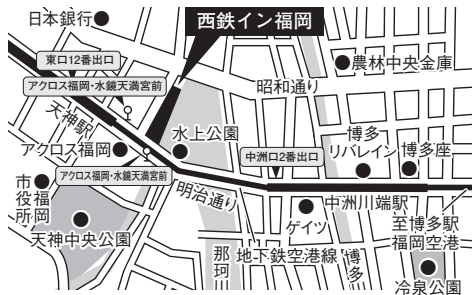 日本銀行
西鉄イン福岡
東口12番出口
アクロス福岡・水鏡天満宮前
昭和通り
農林中央金庫
天神駅
水上公園
アクロス福岡
中洲口2番出口
博多
リバレイン
博多座
アクロス福岡・水鏡天満宮前
明治通り
福岡
市役所
中洲川端駅
ゲイツ
至博多駅
福岡空港
天神中央公園
那珂川
地下鉄空港線
博多川
冷泉公園